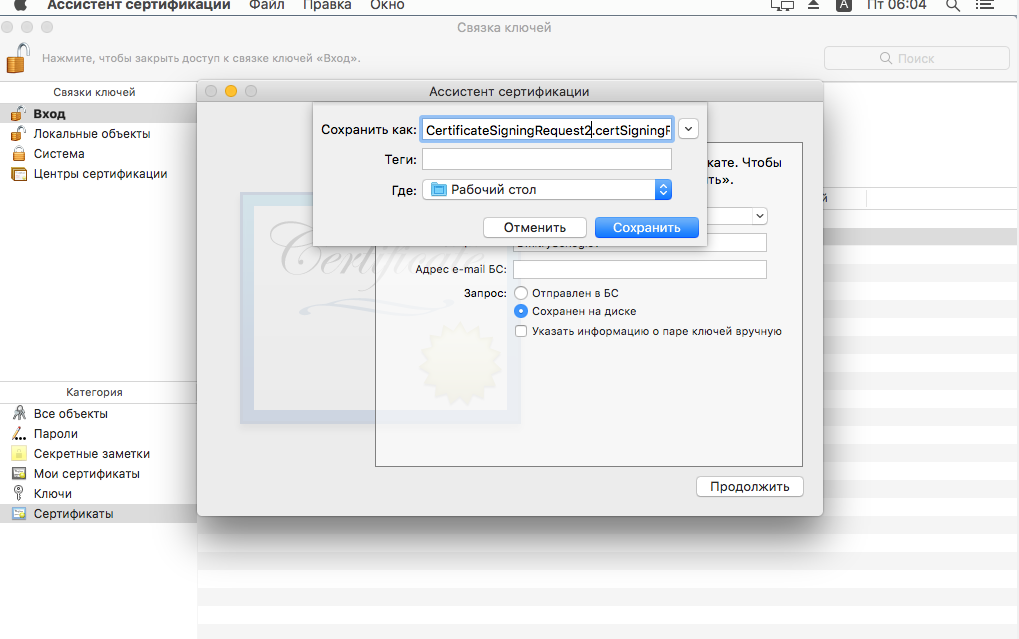 Ассистент сертификации Файл Правка Окно A Пт 06:04
Связка ключей
Нажмите, чтобы закрыть доступ к связке ключей «Вход».
Поиск
Связки ключей
Вход
Локальные объекты
Система
Центры сертификации
Категория
Все объекты
Пароли
Секретные заметки
Мои сертификаты
Ключи
Сертификаты
Ассистент сертификации
Сохранить как: CertificateSigningRequest2.certSigningR
Теги:
Где: Рабочий стол
Отменить Сохранить
кате. Чтобы
ть».
Адрес e-mail БС:
Запрос: Отправлен в БС
Сохранен на диске
Указать информацию о паре ключей вручную
Certificate
Продолжить